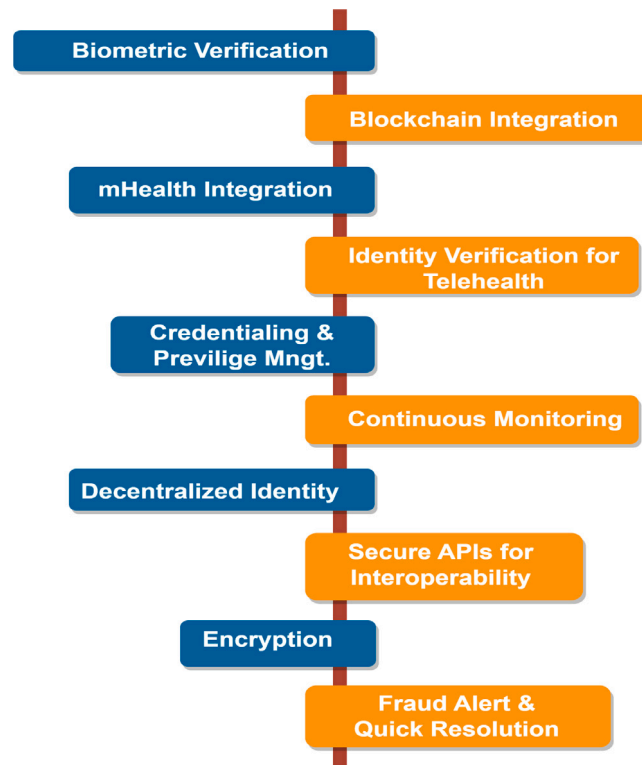 Biometric Verification
Blockchain Integration
mHealth Integration
Identity Verification for
Telehealth
Credentialing &
Previlige Mngt.
Continuous Monitoring
Decentralized Identity
Secure APIs for
Interoperability
Encryption
Fraud Alert &
Quick Resolution